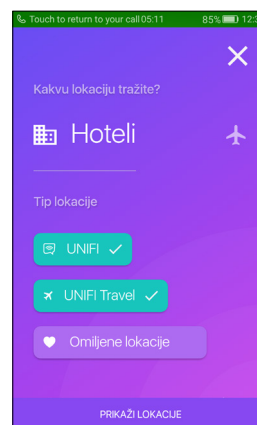 Touch to return to your call 05:11 85% 12:3
Kakvu lokaciju tražite?
Hoteli
Tip lokacije
UNIFI
UNIFI Travel
Omiljene lokacije
PRIKAŽI LOKACIJE